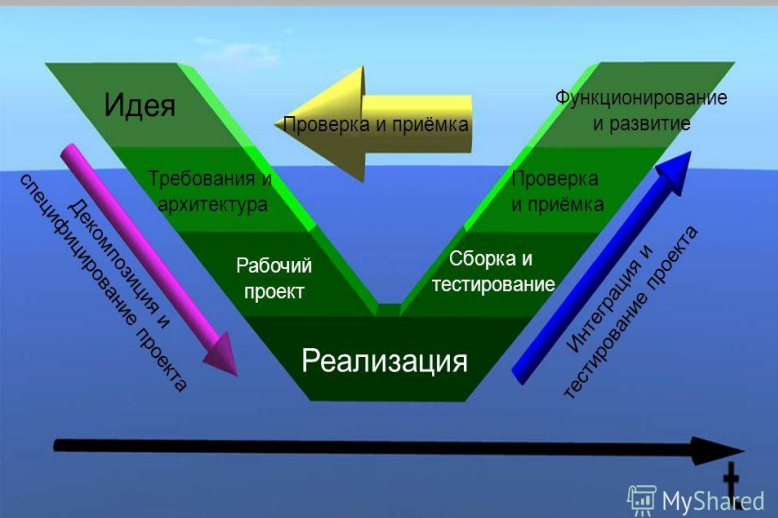 Идея
Проверка и приёмка
Функционирование
и развитие
Требования и
архитектура
Проверка
и приёмка
Рабочий
проект
Сборка и
тестирование
Реализация
Декомпозиция и
специфицирование проекта
Интеграция и
тестирование проекта
t
MyShared